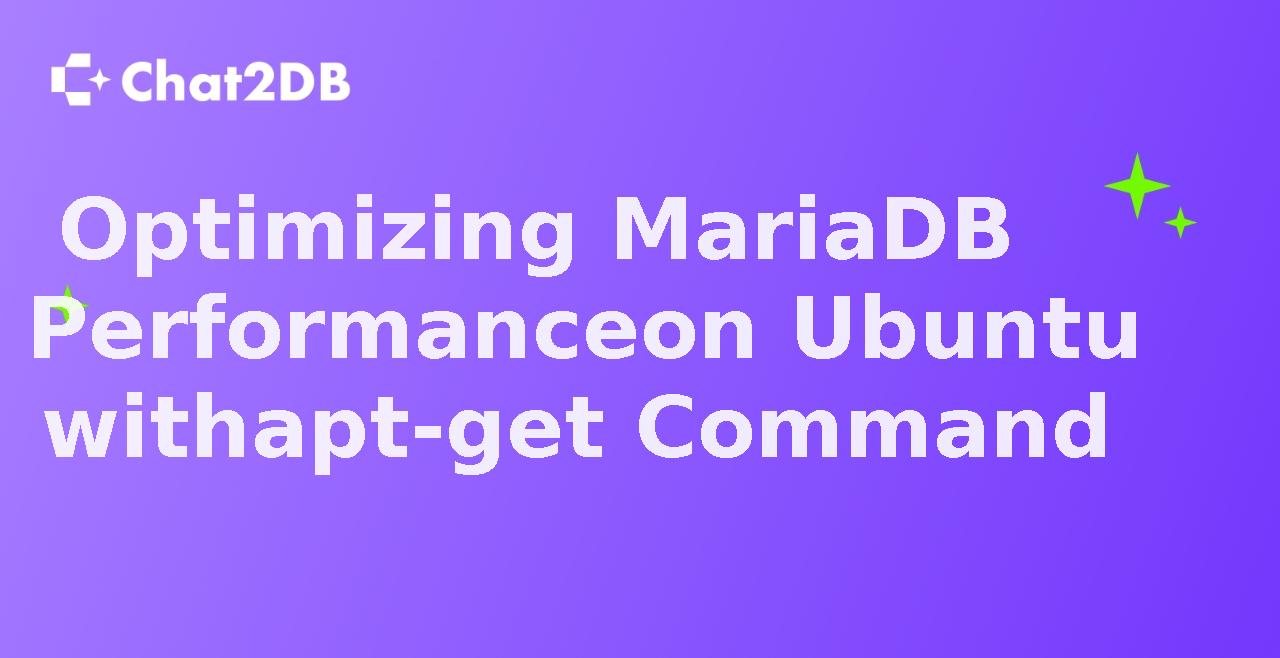 Chat2DB
Optimizing MariaDB
Performanceon Ubuntu
withapt-get Command